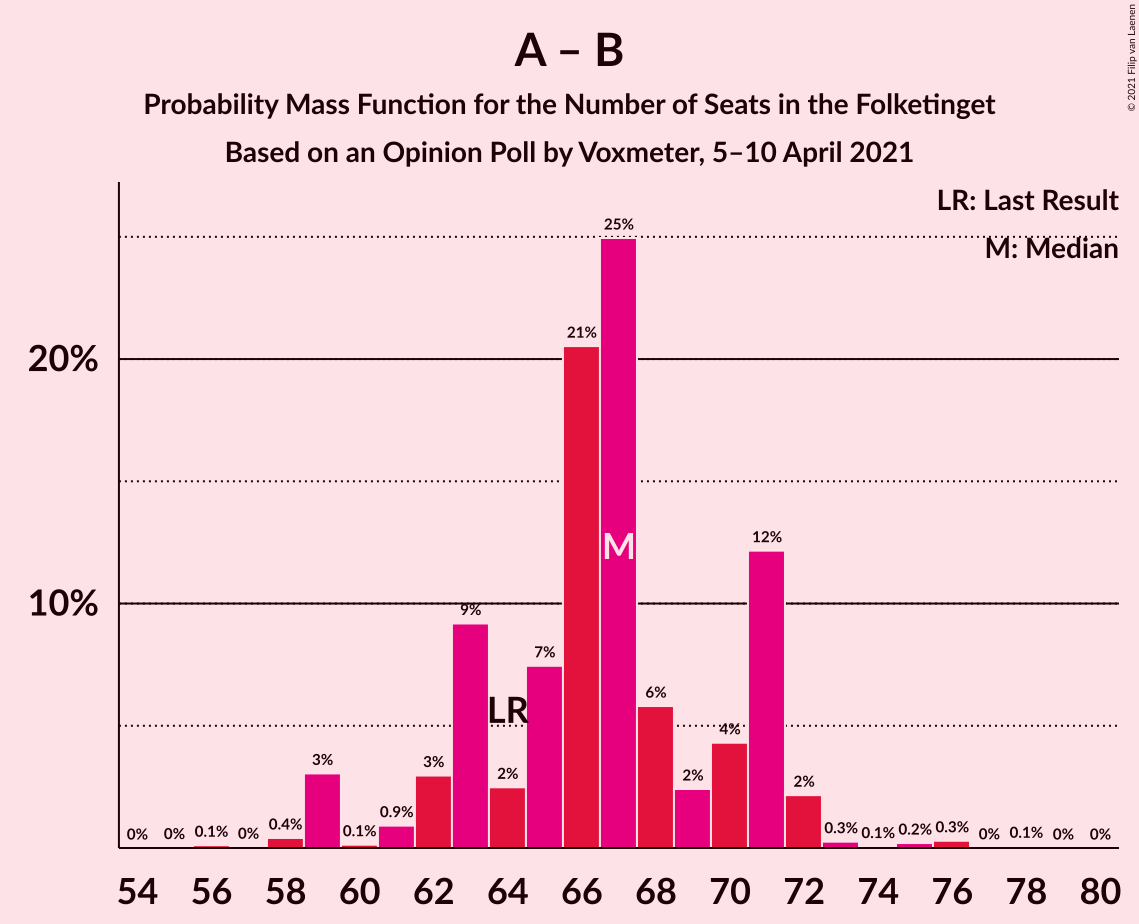 A – B
Probability Mass Function for the Number of Seats in the Folketinget
Based on an Opinion Poll by Voxmeter, 5–10 April 2021
© 2021 Filip van Laenen
LR: Last Result
M: Median
20%
10%
0% 0% 0.1% 0% 0.4% 3% 0.1% 0.9% 3% 9% 2% 7% 21% 25% 6% 2% 4% 12% 2% 0.3% 0.1% 0.2% 0.3% 0% 0.1% 0% 0%
LR
M
54 56 58 60 62 64 66 68 70 72 74 76 78 80